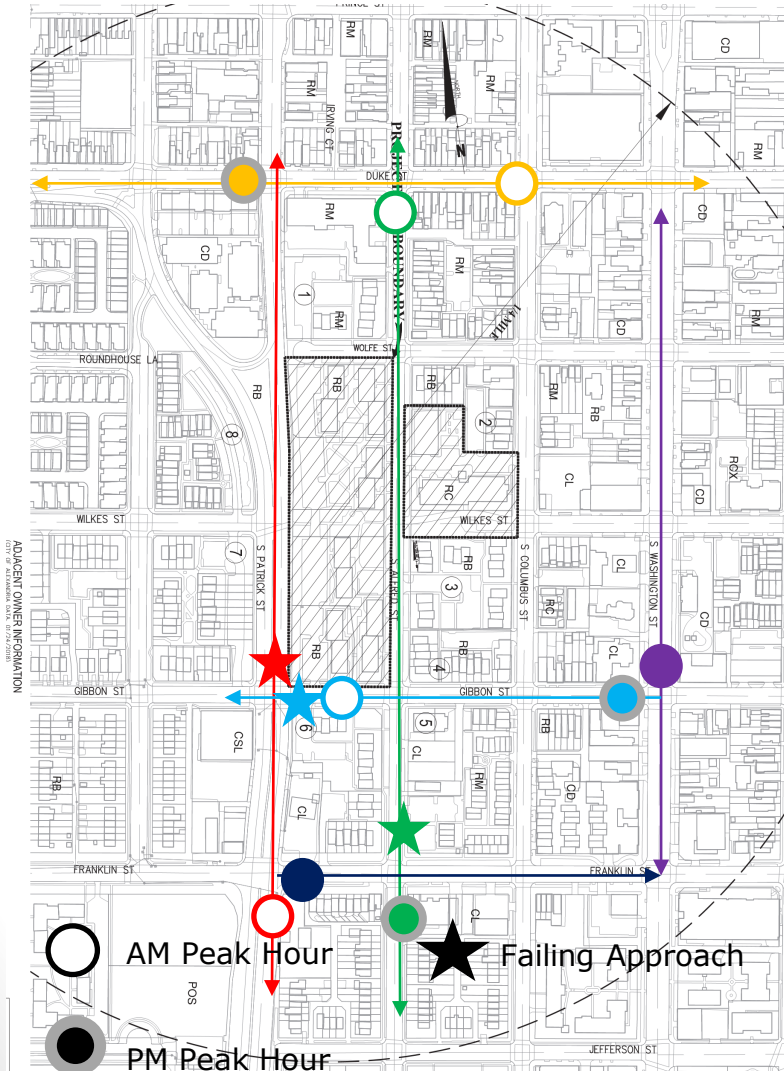 PRINCE ST
RM
RM
CD
RM
RM
RM
IRVING CT
RM
NORTH
N
PROJECT BOUNDARY
DUKE ST
RM
CD
CD
RM
1
RM
RM
CD
1/4 MILE
WOLFE ST
ROUNDHOUSE LA
RB
RB
RB
2
RM
RB
RCX
8
RC
CL
CD
WILKES ST
WILKES ST
7
S PATRICK ST
S ALFRED ST
S COLUMBUS ST
S WASHINGTON ST
RB
3
CL
RC
CD
4
CL
RB
ADJACENT OWNER INFORMATION
(CITY OF ALEXANDRIA DATA, 01/24/2018)
GIBBON ST
GIBBON ST
6
5
CL
RB
CSL
RB
CL
RM
CD
FRANKLIN ST
FRANKLIN ST
CL
AM Peak Hour
Failing Approach
POS
PM Peak Hour
JEFFERSON ST